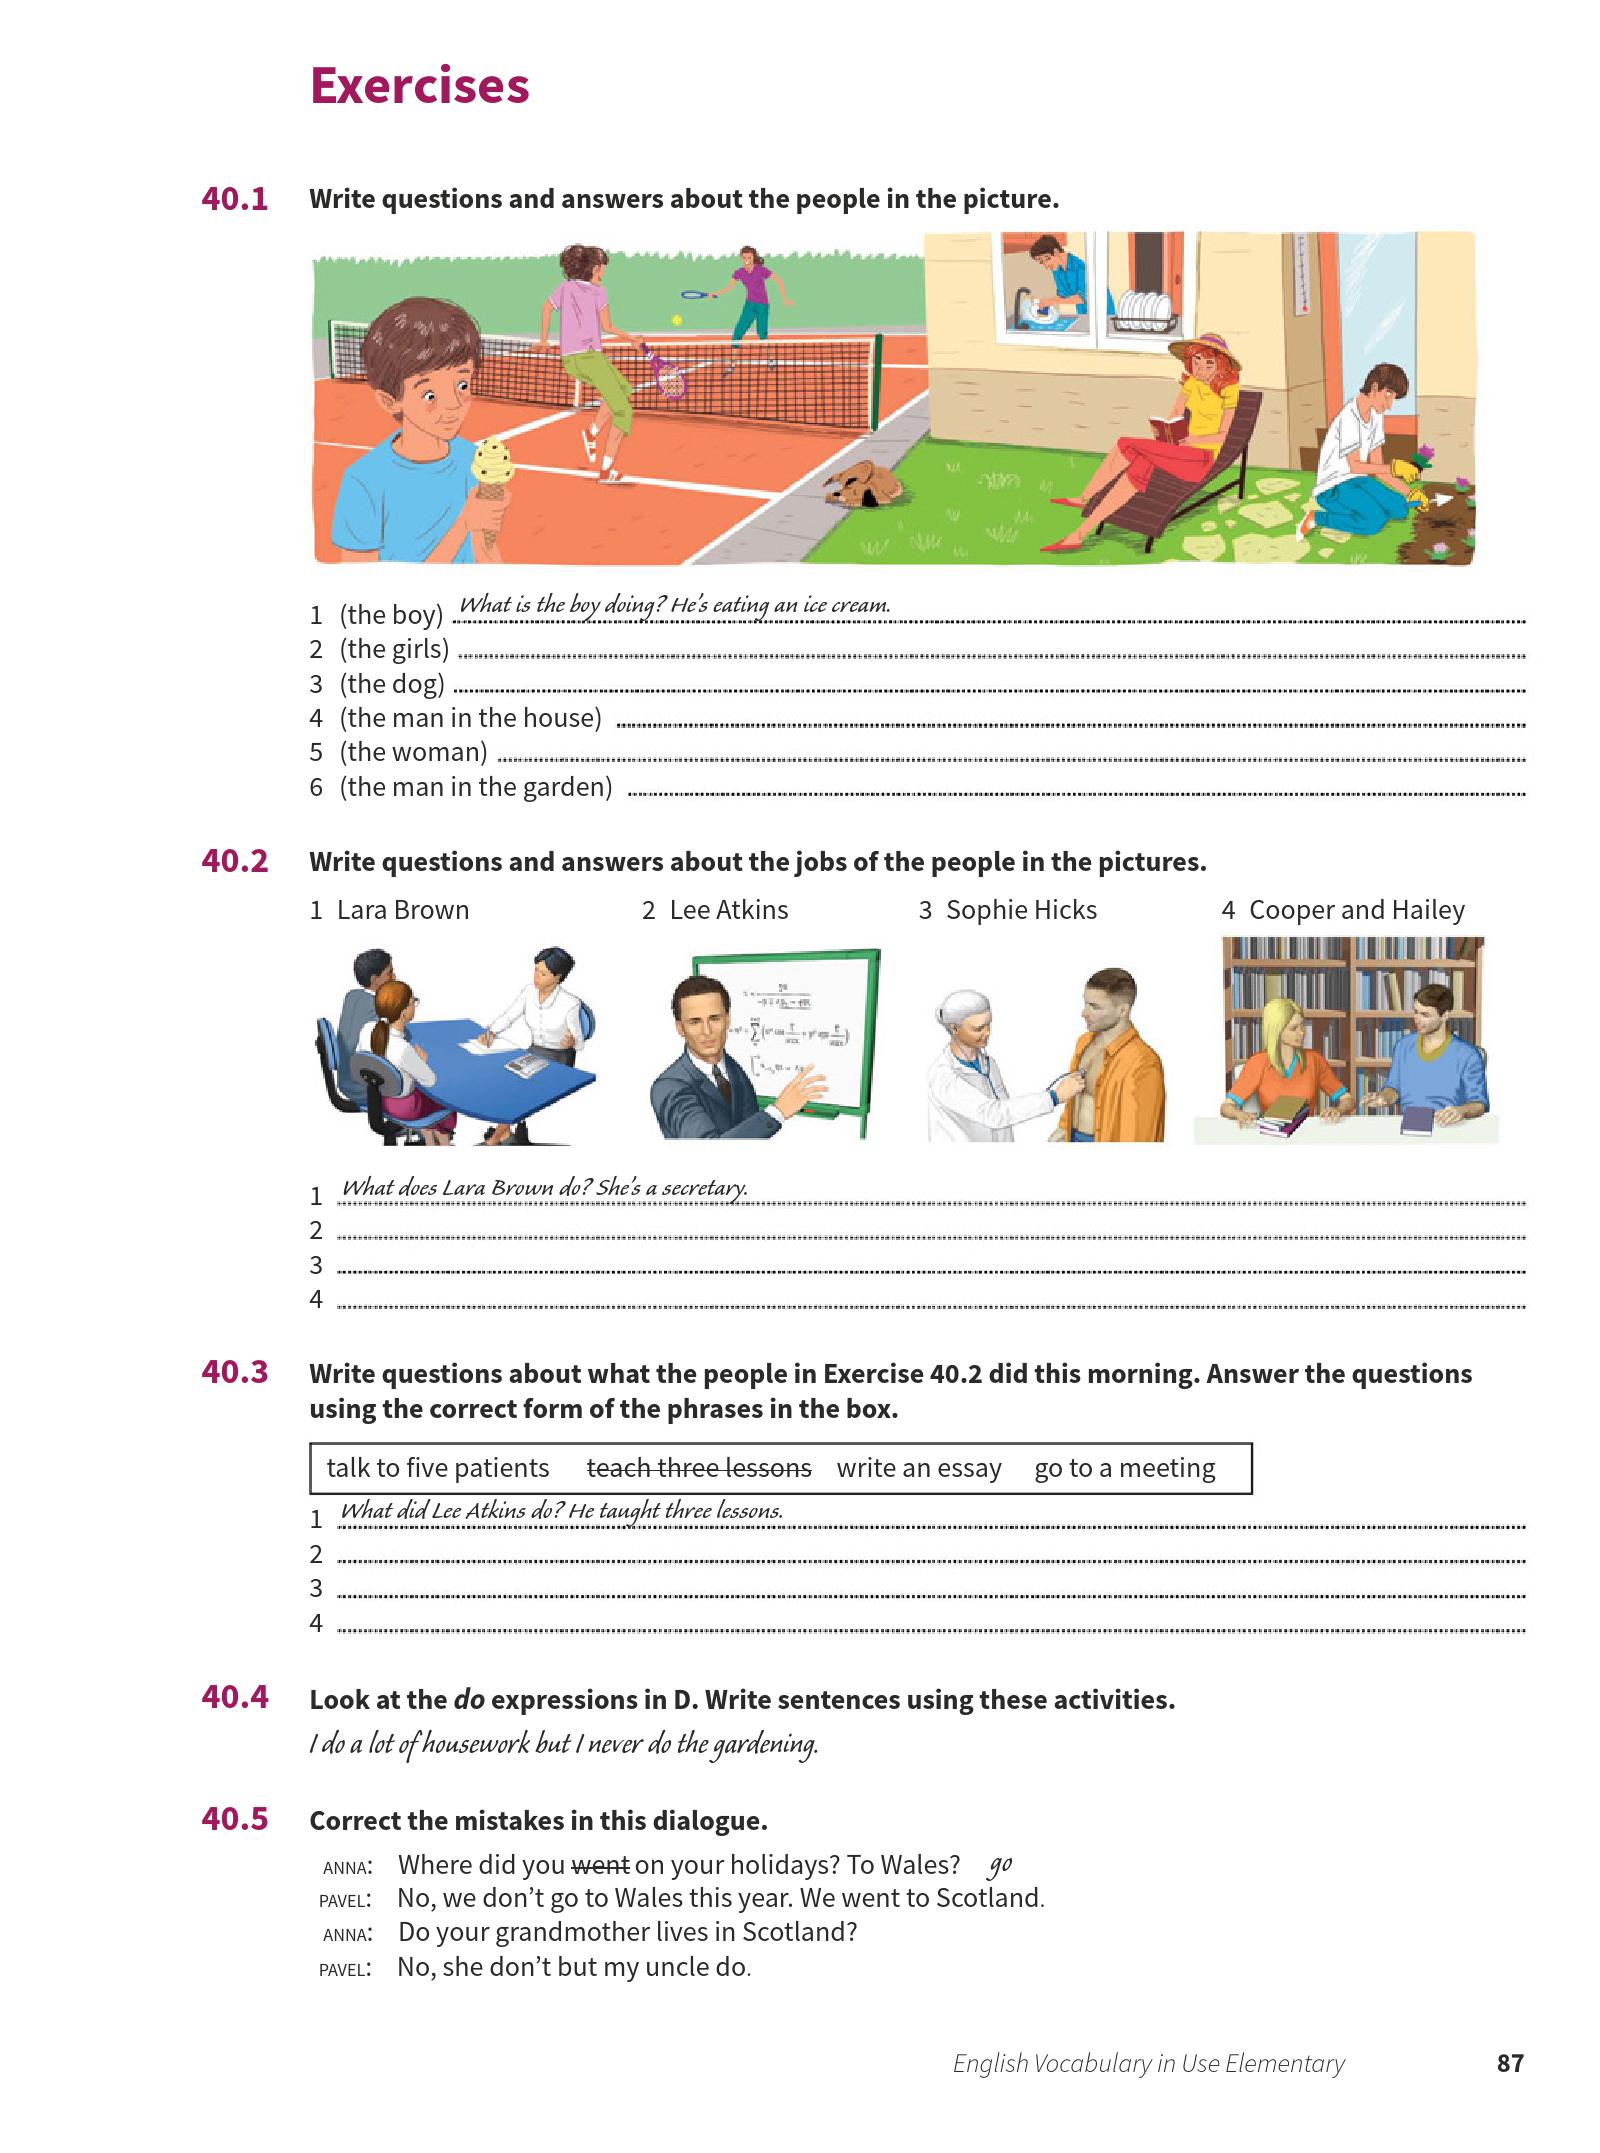 Exercises
40.1 Write questions and answers about the people in the picture.
1 (the boy) What is the boy doing? He's eating an ice cream.
2 (the girls)
3 (the dog)
4 (the man in the house)
5 (the woman)
6 (the man in the garden)
40.2 Write questions and answers about the jobs of the people in the pictures.
1 Lara Brown 2 Lee Atkins 3 Sophie Hicks 4 Cooper and Hailey
1 What does Lara Brown do? She's a secretary.
2
3
4
40.3 Write questions about what the people in Exercise 40.2 did this morning. Answer the questions
using the correct form of the phrases in the box.
talk to five patients teach three lessons write an essay go to a meeting
1 What did Lee Atkins do? He taught three lessons.
2
3
4
40.4 Look at the do expressions in D. Write sentences using these activities.
I do a lot of housework but I never do the gardening.
40.5 Correct the mistakes in this dialogue.
ANNA: Where did you went on your holidays? To Wales? go
PAVEL: No, we don't go to Wales this year. We went to Scotland.
ANNA: Do your grandmother lives in Scotland?
PAVEL: No, she don't but my uncle do.
English Vocabulary in Use Elementary 87